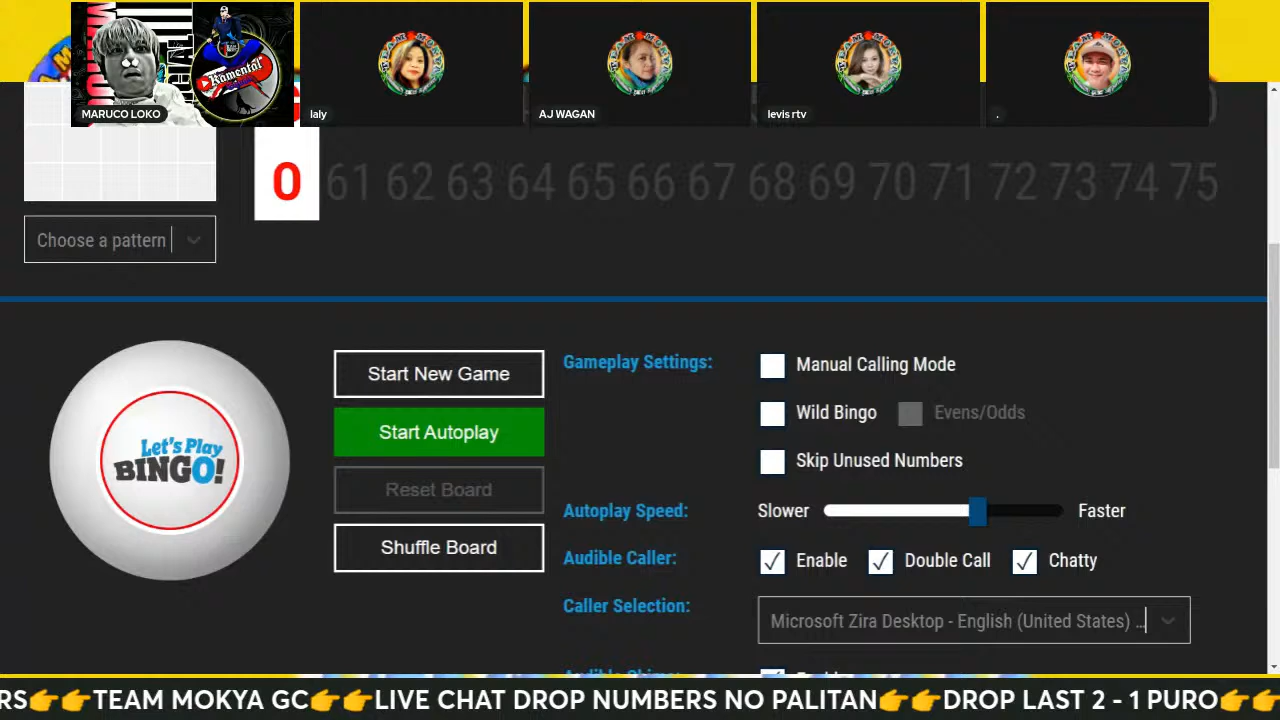 Kamentol
MARUCO LOKO
laly
AJ WAGAN
levis rtv
.
O 61 62 63 64 65 66 67 68 69 70 71 72 73 74 75
Choose a pattern
Let's Play
BINGO!
Start New Game
Start Autoplay
Reset Board
Shuffle Board
Gameplay Settings:
Manual Calling Mode
Wild Bingo
Evens/Odds
Skip Unused Numbers
Autoplay Speed:
Slower
Faster
Audible Caller:
Enable
Double Call
Chatty
Caller Selection:
Microsoft Zira Desktop - English (United States) ...
RS👉👉TEAM MOKYA GC👉👉LIVE CHAT DROP NUMBERS NO PALITAN👉👉DROP LAST 2 - 1 PURO👉👉